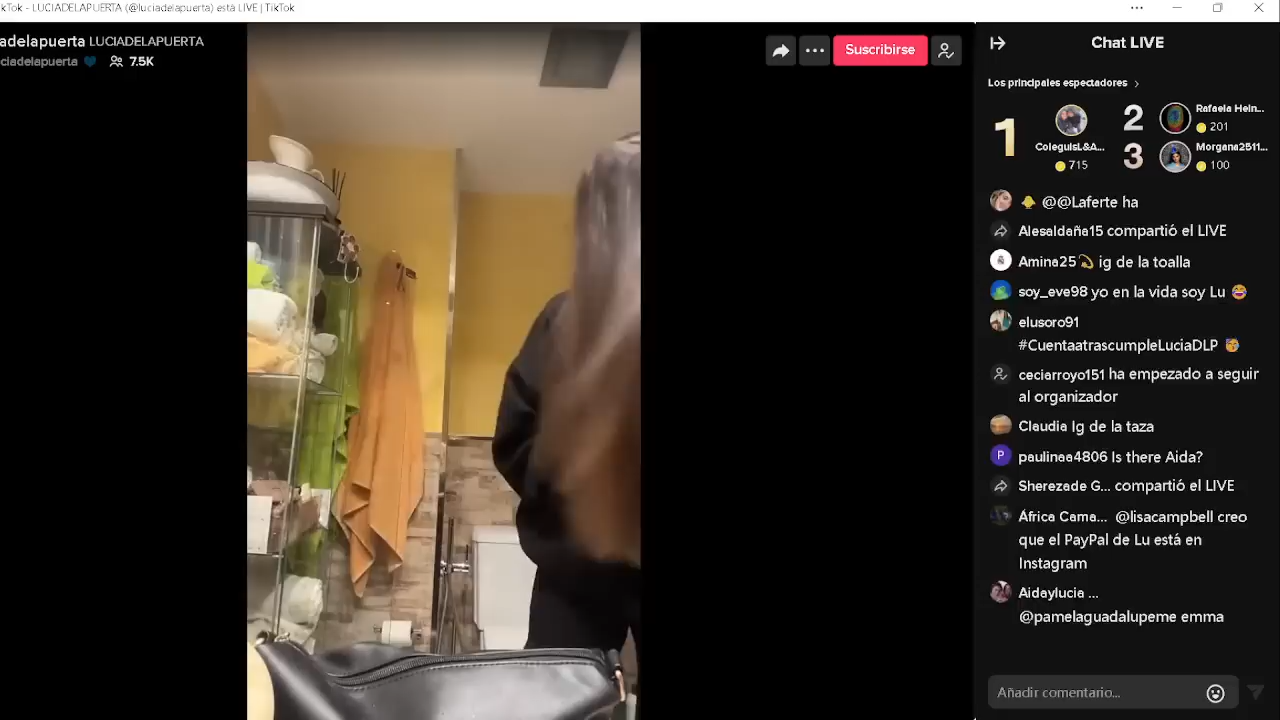 kTok - LUCIADELAPUERTA (@luciadelapuerta) está LIVE | TikTok
adelapuerta LUCIADELAPUERTA
ciadelapuerta 7.5K
Suscribirse
Chat LIVE
Los principales espectadores
1 ColeguisL&A... 715
2 Rafaela Hein... 201
3 Morgana2511... 100
@@Laferte ha
Alesaldaña15 compartió el LIVE
Amina25 ig de la toalla
soy_eve98 yo en la vida soy Lu
elusoro91
#CuentaatrascumpleLuciaDLP
ceciarroyo151 ha empezado a seguir
al organizador
Claudia Ig de la taza
P paulinaa4806 Is there Aida?
Sherezade G... compartió el LIVE
África Cama... @lisacampbell creo
que el PayPal de Lu está en
Instagram
Aidaylucia ...
@pamelaguadalupeme emma
Añadir comentario...